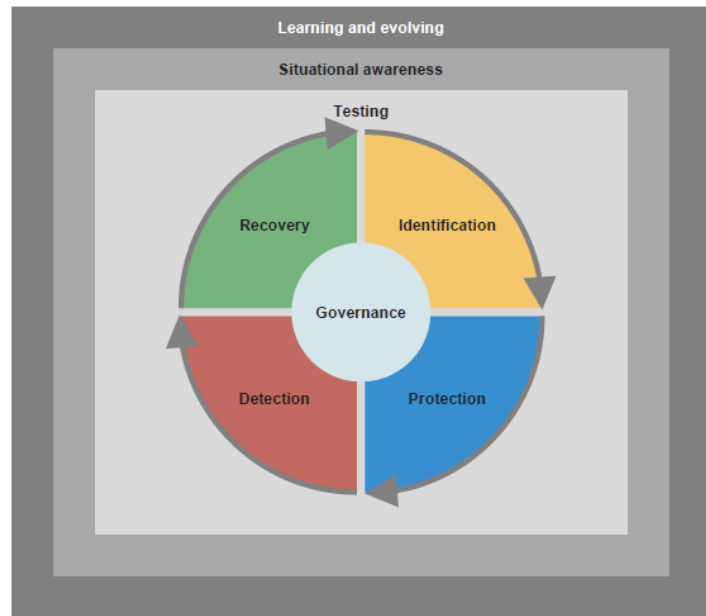 Learning and evolving
Situational awareness
Testing
Recovery
Identification
Governance
Detection
Protection